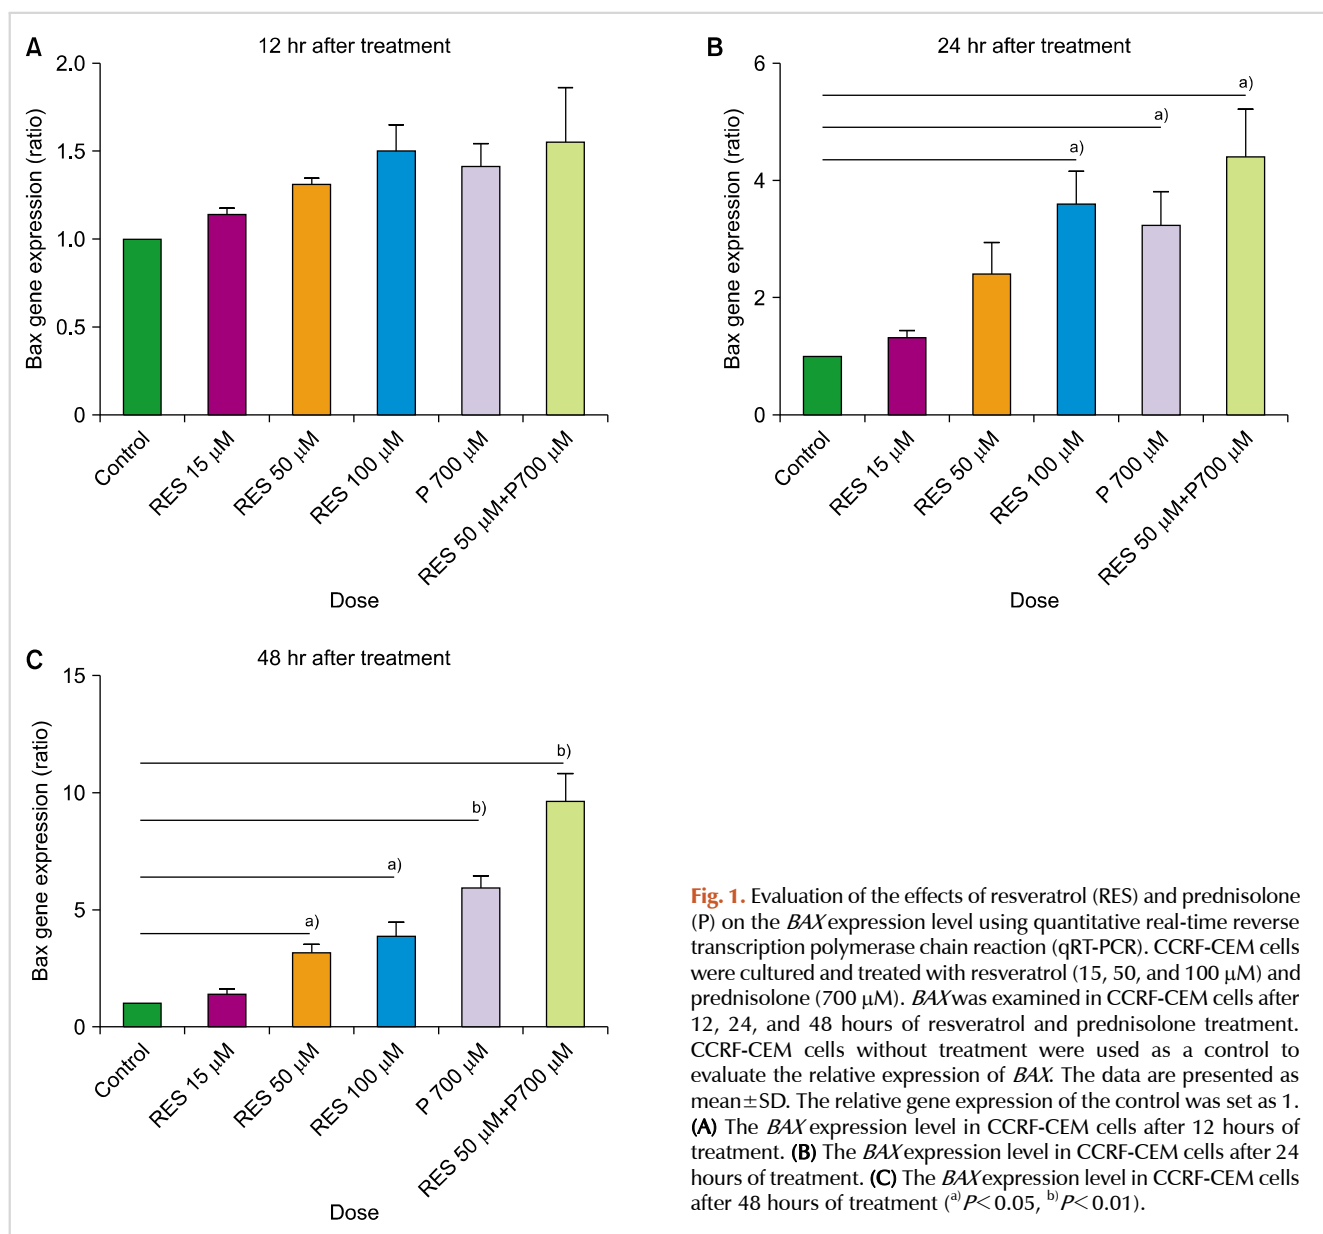 A
12 hr after treatment
Bax gene expression (ratio)
2.0
1.5
1.0
0.5
0
Control
RES 15 μM
RES 50 μM
RES 100 μM
P 700 μM
RES 50 μM+P700 μM
Dose
B
24 hr after treatment
Bax gene expression (ratio)
6
4
2
0
a)
a)
a)
Control
RES 15 μM
RES 50 μM
RES 100 μM
P 700 μM
RES 50 μM+P700 μM
Dose
C
48 hr after treatment
Bax gene expression (ratio)
15
10
5
0
b)
b)
a)
a)
Control
RES 15 μM
RES 50 μM
RES 100 μM
P 700 μM
RES 50 μM+P700 μM
Dose
Fig. 1. Evaluation of the effects of resveratrol (RES) and prednisolone
(P) on the BAX expression level using quantitative real-time reverse
transcription polymerase chain reaction (qRT-PCR). CCRF-CEM cells
were cultured and treated with resveratrol (15, 50, and 100 μM) and
prednisolone (700 μM). BAX was examined in CCRF-CEM cells after
12, 24, and 48 hours of resveratrol and prednisolone treatment.
CCRF-CEM cells without treatment were used as a control to
evaluate the relative expression of BAX. The data are presented as
mean±SD. The relative gene expression of the control was set as 1.
(A) The BAX expression level in CCRF-CEM cells after 12 hours of
treatment. (B) The BAX expression level in CCRF-CEM cells after 24
hours of treatment. (C) The BAX expression level in CCRF-CEM cells
after 48 hours of treatment (a)P<0.05, b)P<0.01).